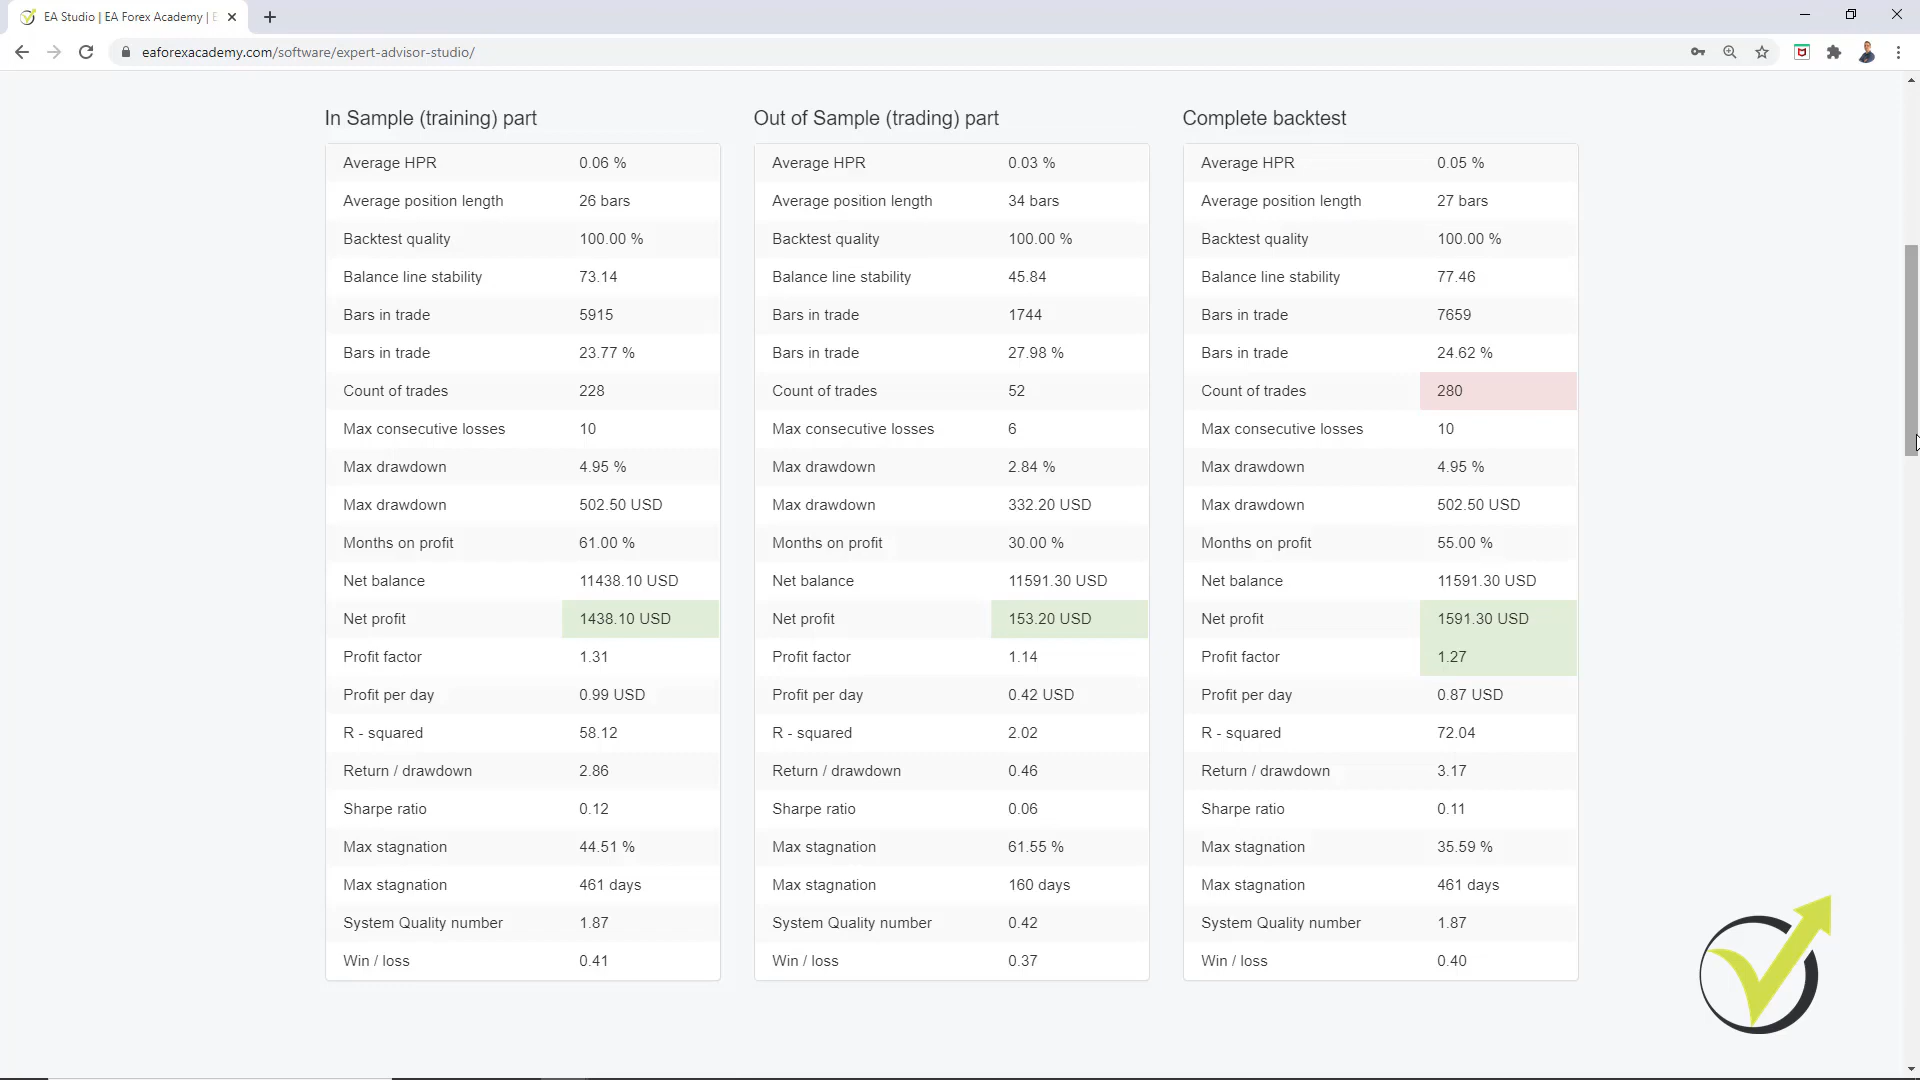 EA Studio | EA Forex Academy |
eaforexacademy.com/software/expert-advisor-studio/
In Sample (training) part
Average HPR 0.06 %
Average position length 26 bars
Backtest quality 100.00 %
Balance line stability 73.14
Bars in trade 5915
Bars in trade 23.77 %
Count of trades 228
Max consecutive losses 10
Max drawdown 4.95 %
Max drawdown 502.50 USD
Months on profit 61.00 %
Net balance 11438.10 USD
Net profit 1438.10 USD
Profit factor 1.31
Profit per day 0.99 USD
R - squared 58.12
Return / drawdown 2.86
Sharpe ratio 0.12
Max stagnation 44.51 %
Max stagnation 461 days
System Quality number 1.87
Win / loss 0.41
Out of Sample (trading) part
Average HPR 0.03 %
Average position length 34 bars
Backtest quality 100.00 %
Balance line stability 45.84
Bars in trade 1744
Bars in trade 27.98 %
Count of trades 52
Max consecutive losses 6
Max drawdown 2.84 %
Max drawdown 332.20 USD
Months on profit 30.00 %
Net balance 11591.30 USD
Net profit 153.20 USD
Profit factor 1.14
Profit per day 0.42 USD
R - squared 2.02
Return / drawdown 0.46
Sharpe ratio 0.06
Max stagnation 61.55 %
Max stagnation 160 days
System Quality number 0.42
Win / loss 0.37
Complete backtest
Average HPR 0.05 %
Average position length 27 bars
Backtest quality 100.00 %
Balance line stability 77.46
Bars in trade 7659
Bars in trade 24.62 %
Count of trades 280
Max consecutive losses 10
Max drawdown 4.95 %
Max drawdown 502.50 USD
Months on profit 55.00 %
Net balance 11591.30 USD
Net profit 1591.30 USD
Profit factor 1.27
Profit per day 0.87 USD
R - squared 72.04
Return / drawdown 3.17
Sharpe ratio 0.11
Max stagnation 35.59 %
Max stagnation 461 days
System Quality number 1.87
Win / loss 0.40